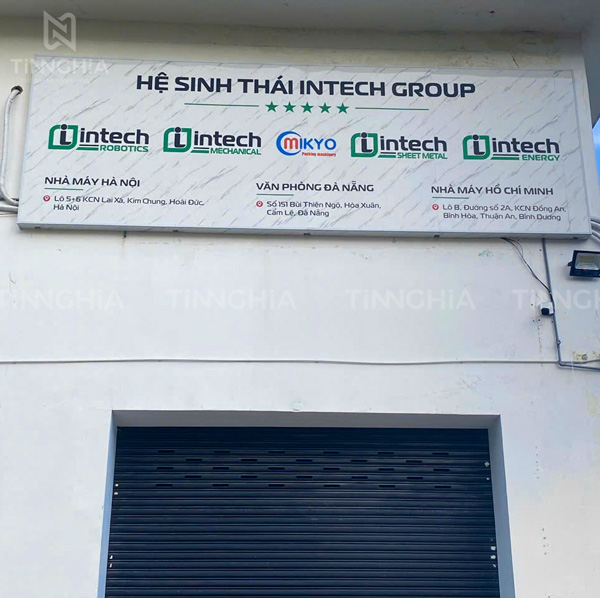 TiNNGHiA
HỆ SINH THÁI INTECH GROUP
intech ROBOTICS
intech MECHANICAL
MIKYO Packing machinery
intech SHEET METAL
intech ENERGY
NHÀ MÁY HÀ NỘI
Lô 5+6 KCN Lai Xá, Kim Chung, Hoài Đức,
Hà Nội
VĂN PHÒNG ĐÀ NẴNG
Số 151 Bùi Thiện Ngộ, Hòa Xuân,
Cẩm Lệ, Đà Nẵng
NHÀ MÁY HỒ CHÍ MINH
Lô B, Đường số 2A, KCN Đồng An,
Bình Hòa, Thuận An, Bình Dương
TiNNGHiA TiNNGHiA TiNNGHiA TiNNGHiA